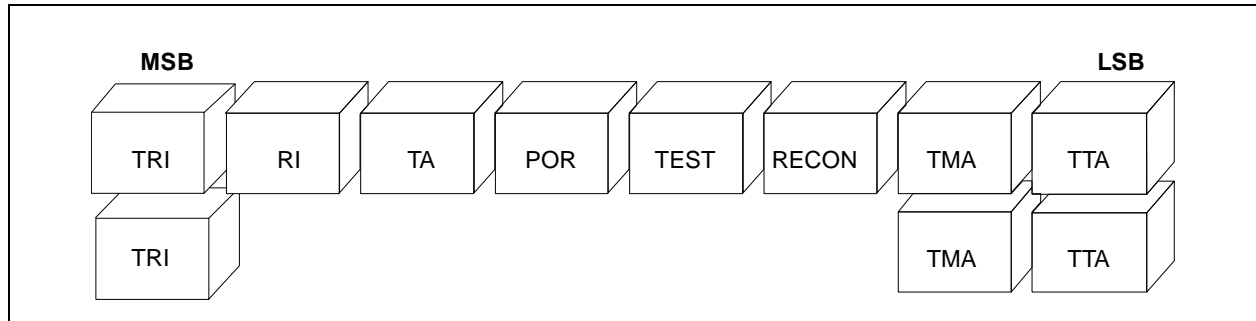 MSB LSB
TRI RI TA POR TEST RECON TMA TTA
TRI TMA TTA